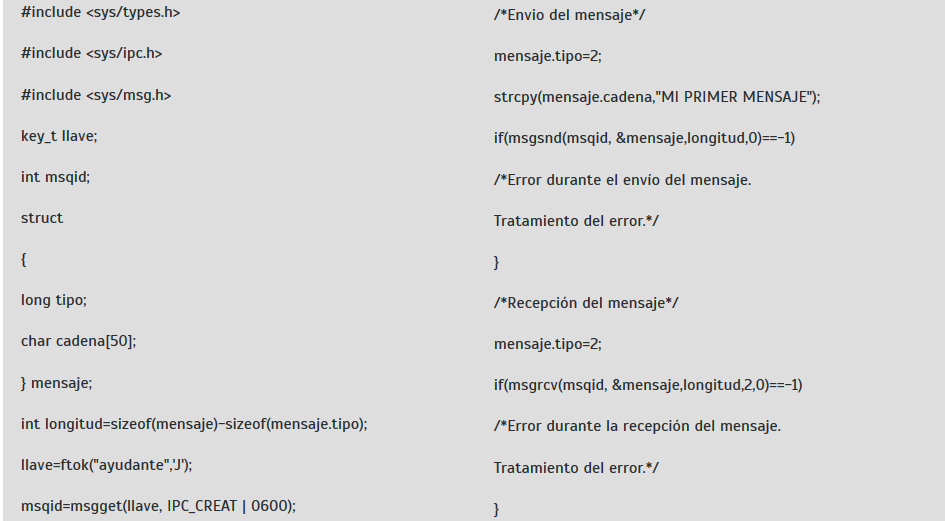 #include <sys/types.h>
#include <sys/ipc.h>
#include <sys/msg.h>
key_t llave;
int msqid;
struct
{
long tipo;
char cadena[50];
} mensaje;
int longitud=sizeof(mensaje)-sizeof(mensaje.tipo);
llave=ftok("ayudante",'J');
msqid=msgget(llave, IPC_CREAT | 0600);
/*Envio del mensaje*/
mensaje.tipo=2;
strcpy(mensaje.cadena,"MI PRIMER MENSAJE");
if(msgsnd(msqid, &mensaje,longitud,0)==-1)
/*Error durante el envío del mensaje.
Tratamiento del error.*/
}
/*Recepción del mensaje*/
mensaje.tipo=2;
if(msgrcv(msqid, &mensaje,longitud,2,0)==-1)
/*Error durante la recepción del mensaje.
Tratamiento del error.*/
}